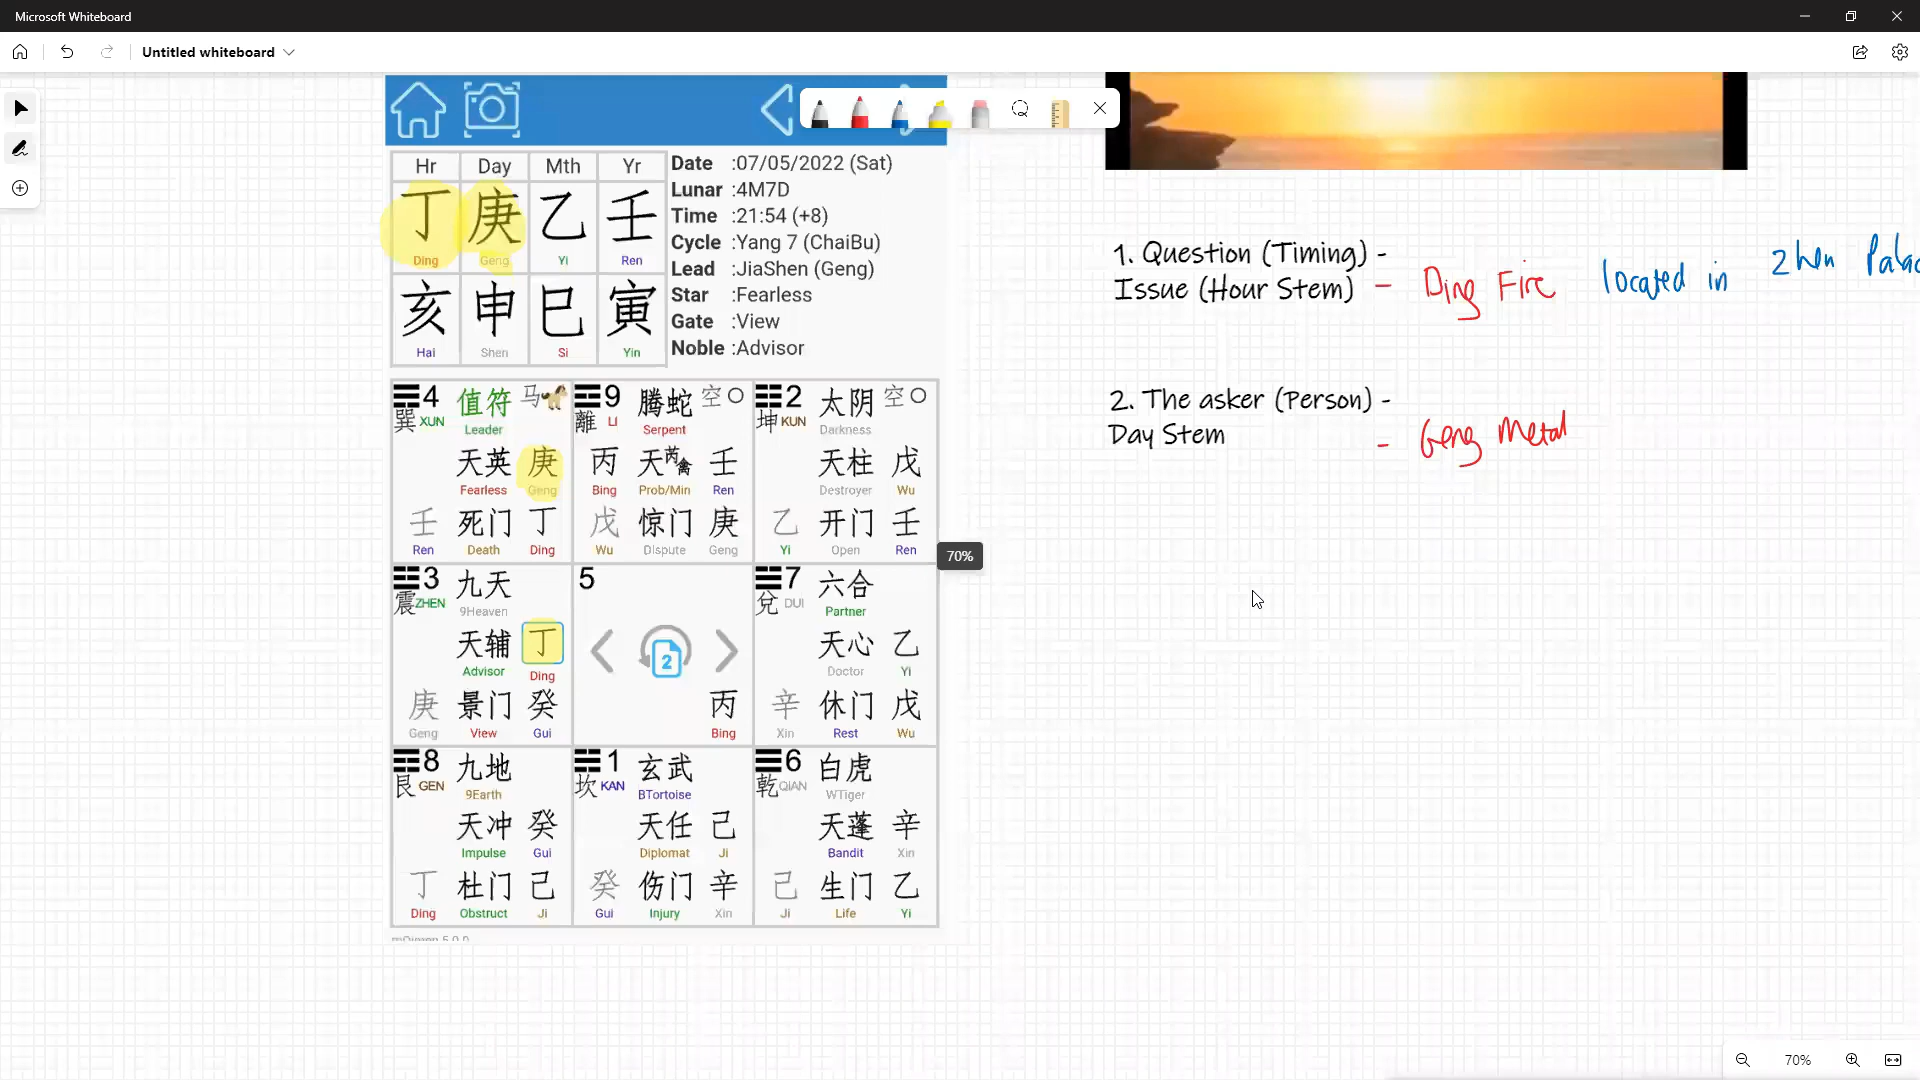 Microsoft Whiteboard
Untitled whiteboard
Hr Day Mth Yr
丁 庚 乙 壬
Ding Geng Yi Ren
亥 申 巳 寅
Hai Shen Si Yin
Date :07/05/2022 (Sat)
Lunar :4M7D
Time :21:54 (+8)
Cycle :Yang 7 (ChaiBu)
Lead :JiaShen (Geng)
Star :Fearless
Gate :View
Noble :Advisor
4 值符 马
巽 XUN Leader
天英 庚
Fearless Geng
壬 死门 丁
Ren Death Ding
9 腾蛇 空
離 LI Serpent
丙 天芮禽 壬
Bing Prob/Min Ren
戊 惊门 庚
Wu Dispute Geng
2 太阴 空
坤 KUN Darkness
天柱 戊
Destroyer Wu
乙 开门 壬
Yi Open Ren
3 九天
震 ZHEN 9Heaven
天辅 丁
Advisor Ding
庚 景门 癸
Geng View Gui
5
2
丙
Bing
7 六合
兌 DUI Partner
天心 乙
Doctor Yi
辛 休门 戊
Xin Rest Wu
8 九地
艮 GEN 9Earth
天冲 癸
Impulse Gui
丁 杜门 己
Ding Obstruct Ji
1 玄武
坎 KAN BTortoise
天任 己
Diplomat Ji
癸 伤门 辛
Gui Injury Xin
6 白虎
乾 QIAN WTiger
天蓬 辛
Bandit Xin
己 生门 乙
Ji Life Yi
1. Question (Timing) -
Issue (Hour Stem) - Ding Fire located in Zhen Palac
2. The asker (Person) -
Day Stem - Geng Metal
70%
70%